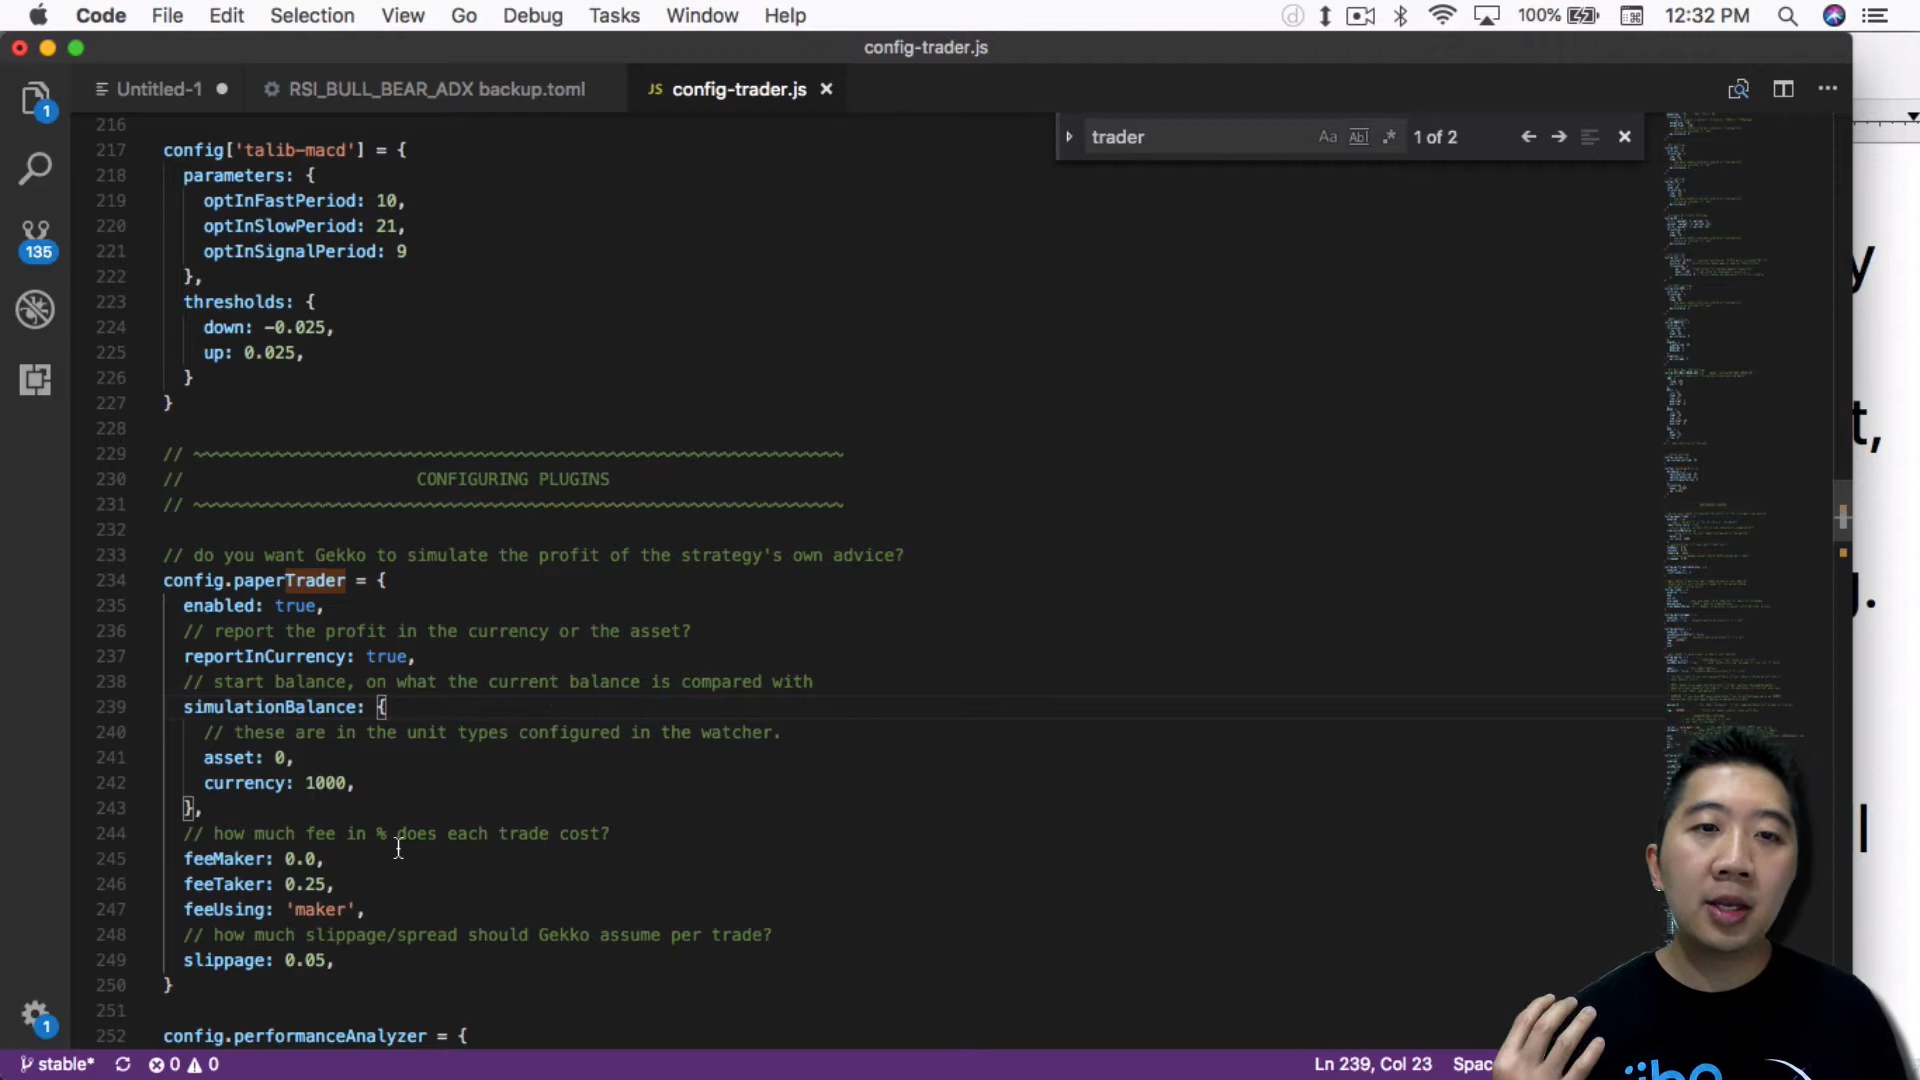 Code File Edit Selection View Go Debug Tasks Window Help 100% 12:32 PM
config-trader.js
Untitled-1 RSI_BULL_BEAR_ADX backup.toml JS config-trader.js
trader Aa Abl .* 1 of 2
1
135
1
216
217 config['talib-macd'] = {
218 parameters: {
219 optInFastPeriod: 10,
220 optInSlowPeriod: 21,
221 optInSignalPeriod: 9
222 },
223 thresholds: {
224 down: -0.025,
225 up: 0.025,
226 }
227 }
228
229 // ~~~~~~~~~~~~~~~~~~~~~~~~~~~~~~~~~~~~~~~~~~~~~~~~~~~~~~~~~~~~~~~~
230 // CONFIGURING PLUGINS
231 // ~~~~~~~~~~~~~~~~~~~~~~~~~~~~~~~~~~~~~~~~~~~~~~~~~~~~~~~~~~~~~~~~
232
233 // do you want Gekko to simulate the profit of the strategy's own advice?
234 config.paperTrader = {
235 enabled: true,
236 // report the profit in the currency or the asset?
237 reportInCurrency: true,
238 // start balance, on what the current balance is compared with
239 simulationBalance: {
240 // these are in the unit types configured in the watcher.
241 asset: 0,
242 currency: 1000,
243 },
244 // how much fee in % does each trade cost?
245 feeMaker: 0.0,
246 feeTaker: 0.25,
247 feeUsing: 'maker',
248 // how much slippage/spread should Gekko assume per trade?
249 slippage: 0.05,
250 }
251
252 config.performanceAnalyzer = {
stable* 0 0 Ln 239, Col 23 Spac
y
t,
g.
l